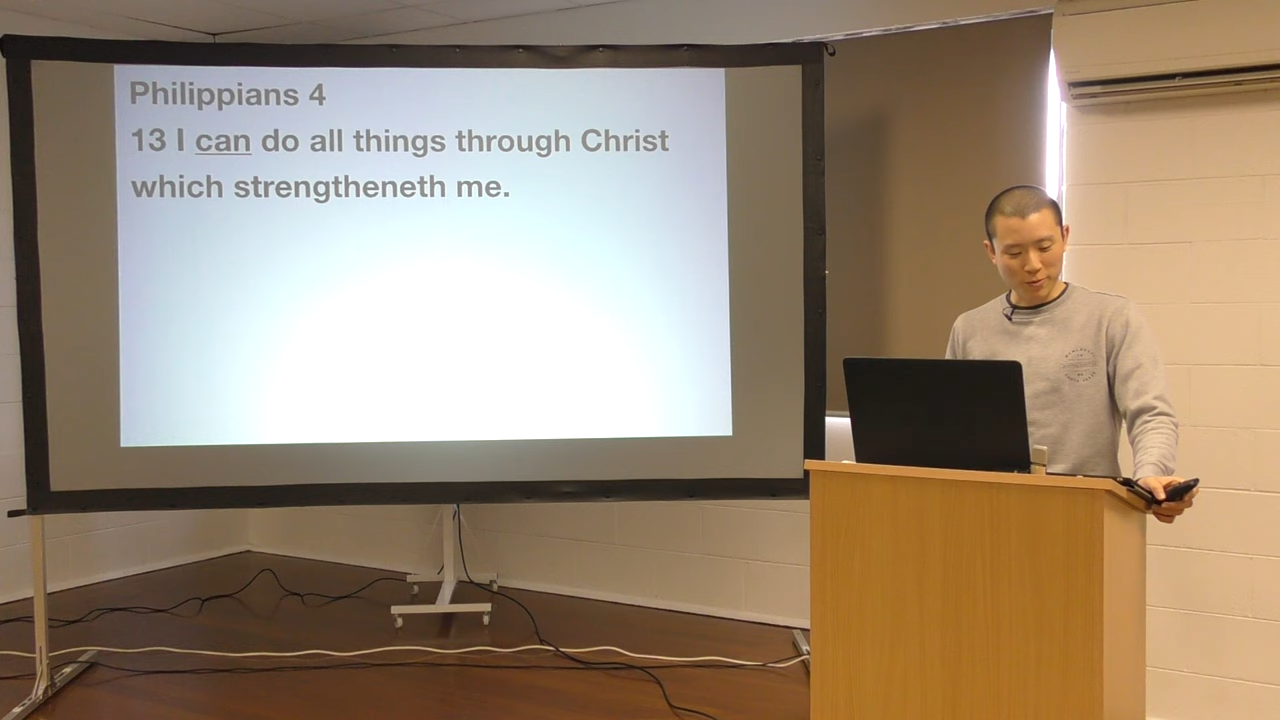 Philippians 4
13 I can do all things through Christ
which strengtheneth me.